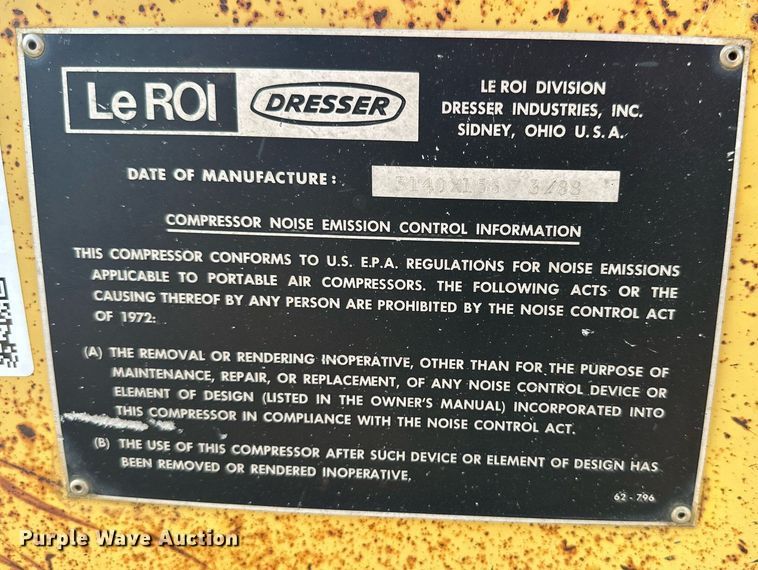 Le ROI
DRESSER
LE ROI DIVISION
DRESSER INDUSTRIES, INC.
SIDNEY, OHIO U.S.A.
DATE OF MANUFACTURE: 3/88
COMPRESSOR NOISE EMISSION CONTROL INFORMATION
THIS COMPRESSOR CONFORMS TO U.S. E.P.A. REGULATIONS FOR NOISE EMISSIONS
APPLICABLE TO PORTABLE AIR COMPRESSORS. THE FOLLOWING ACTS OR THE
CAUSING THEREOF BY ANY PERSON ARE PROHIBITED BY THE NOISE CONTROL ACT
OF 1972:
(A) THE REMOVAL OR RENDERING INOPERATIVE, OTHER THAN FOR THE PURPOSE OF
MAINTENANCE, REPAIR, OR REPLACEMENT, OF ANY NOISE CONTROL DEVICE OR
ELEMENT OF DESIGN (LISTED IN THE OWNER'S MANUAL) INCORPORATED INTO
THIS COMPRESSOR IN COMPLIANCE WITH THE NOISE CONTROL ACT.
(B) THE USE OF THIS COMPRESSOR AFTER SUCH DEVICE OR ELEMENT OF DESIGN HAS
BEEN REMOVED OR RENDERED INOPERATIVE.
62-796
Purple Wave Auction